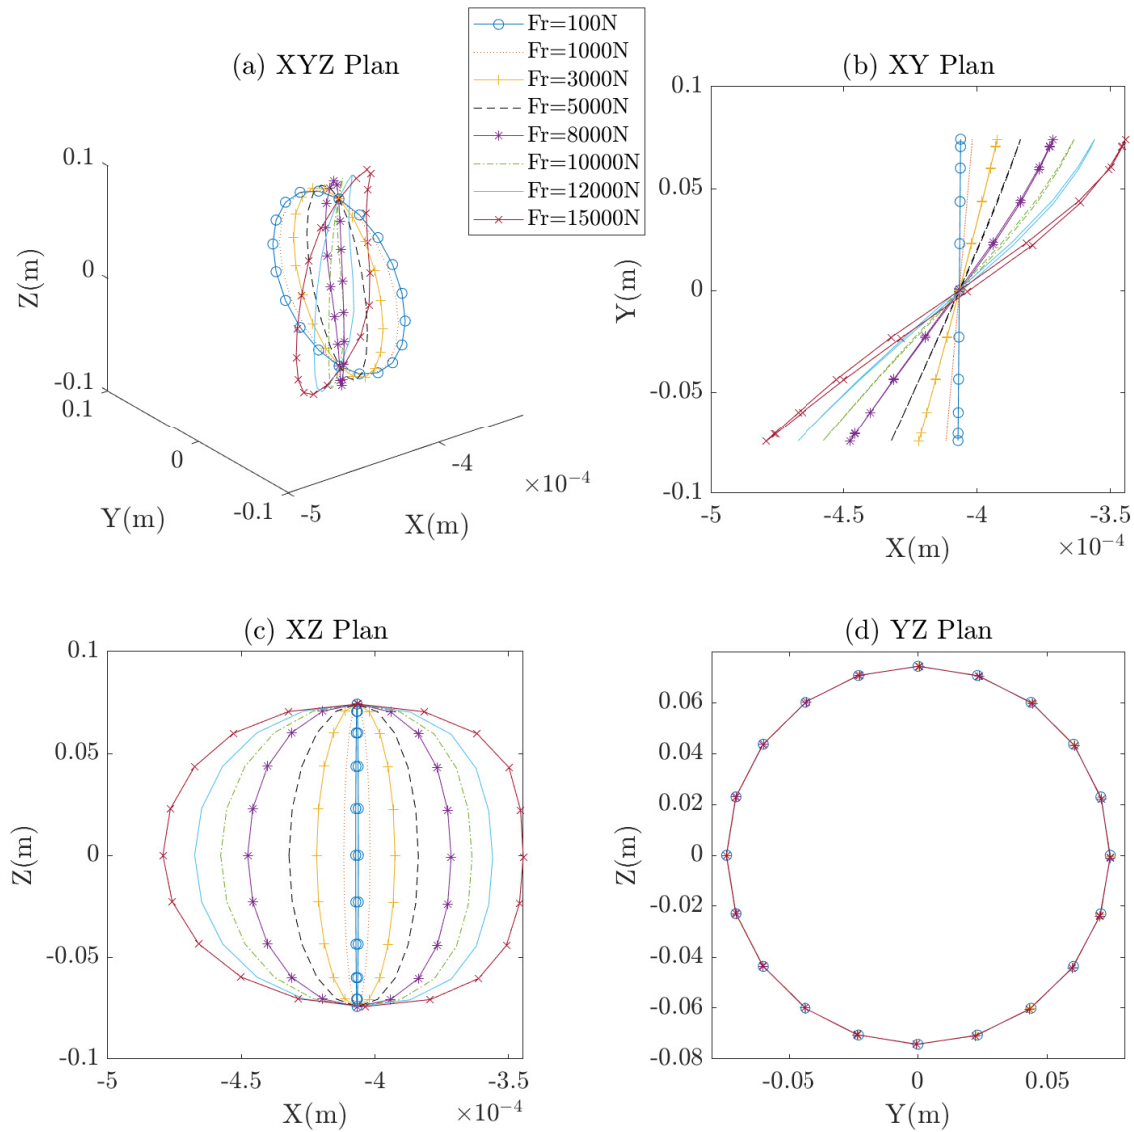 Fr=100N
Fr=1000N
Fr=3000N
Fr=5000N
Fr=8000N
Fr=10000N
Fr=12000N
Fr=15000N
(a) XYZ Plan
0.1
0
-0.1
Z(m)
0.1
0
-0.1
Y(m)
-5
-4
×10⁻⁴
X(m)
(b) XY Plan
0.1
0.05
0
-0.05
-0.1
Y(m)
-5
-4.5
-4
-3.5
×10⁻⁴
X(m)
(c) XZ Plan
0.1
0.05
0
-0.05
-0.1
Z(m)
-5
-4.5
-4
-3.5
×10⁻⁴
X(m)
(d) YZ Plan
0.06
0.04
0.02
0
-0.02
-0.04
-0.06
-0.08
Z(m)
-0.05
0
0.05
Y(m)